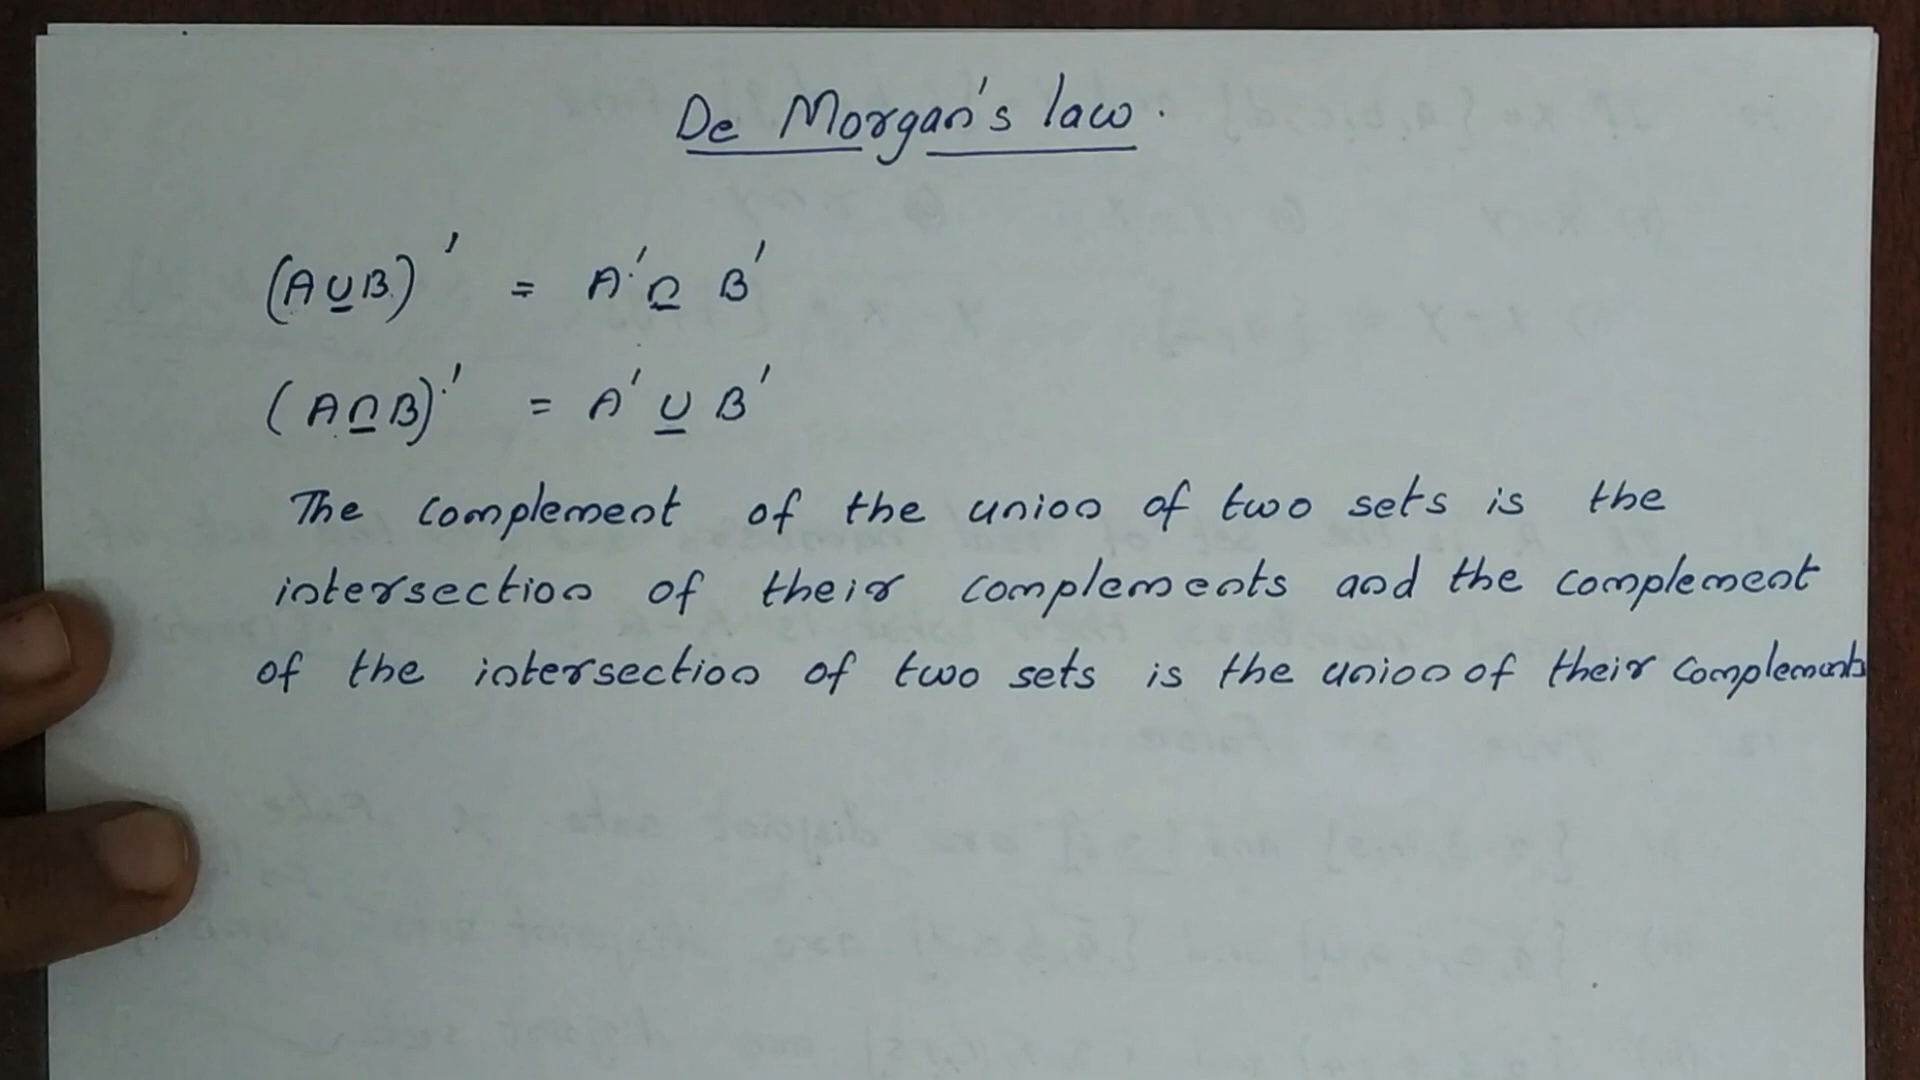 De Morgan's law.
(A∪B)' = A'∩ B'
(A∩B)' = A' ∪ B'
The complement of the union of two sets is the
intersection of their complements and the complement
of the intersection of two sets is the union of their complements